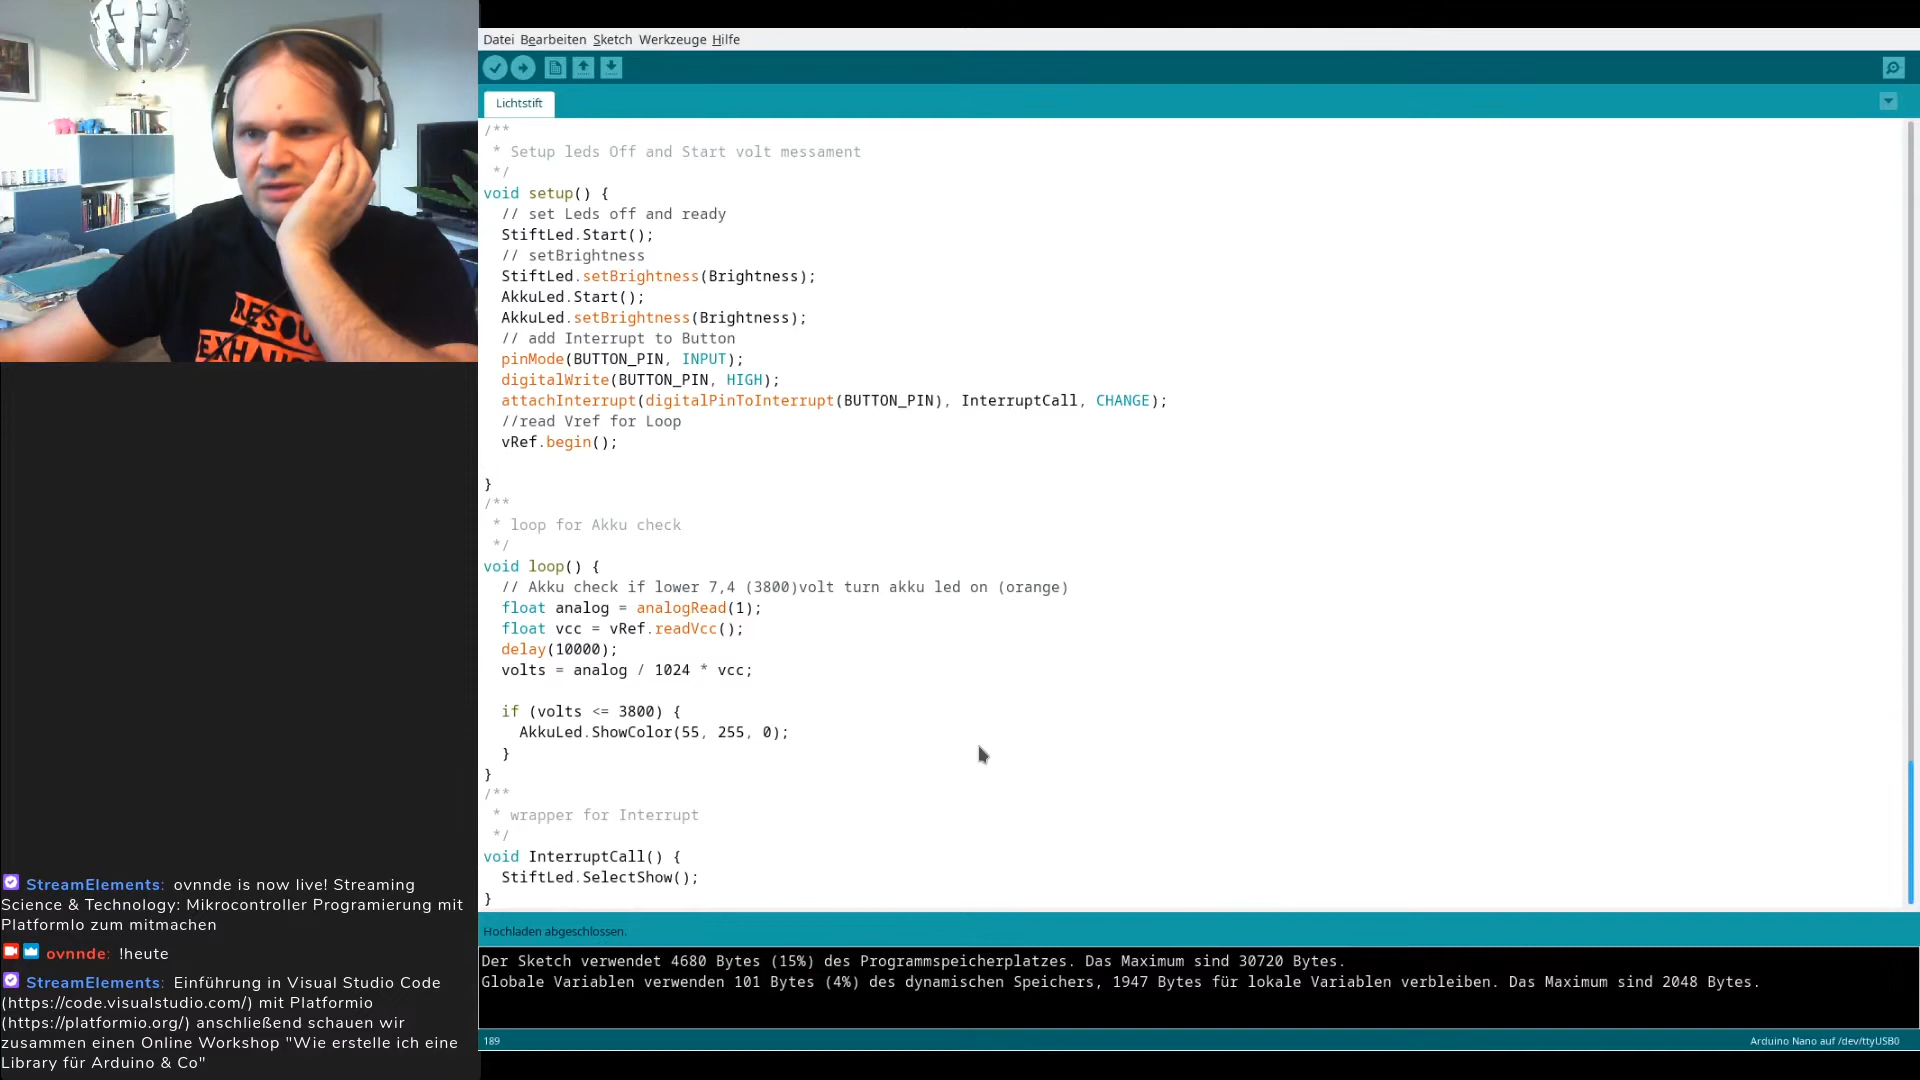 RESOU
EXHAU
StreamElements: ovnnde is now live! Streaming
Science & Technology: Mikrocontroller Programierung mit
PlatformIo zum mitmachen
ovnnde: !heute
StreamElements: Einführung in Visual Studio Code
(https://code.visualstudio.com/) mit Platformio
(https://platformio.org/) anschließend schauen wir
zusammen einen Online Workshop "Wie erstelle ich eine
Library für Arduino & Co"
Datei Bearbeiten Sketch Werkzeuge Hilfe
Lichtstift
/**
 * Setup leds Off and Start volt messament
 */
void setup() {
  // set Leds off and ready
  StiftLed.Start();
  // setBrightness
  StiftLed.setBrightness(Brightness);
  AkkuLed.Start();
  AkkuLed.setBrightness(Brightness);
  // add Interrupt to Button
  pinMode(BUTTON_PIN, INPUT);
  digitalWrite(BUTTON_PIN, HIGH);
  attachInterrupt(digitalPinToInterrupt(BUTTON_PIN), InterruptCall, CHANGE);
  //read Vref for Loop
  vRef.begin();
}
/**
 * loop for Akku check
 */
void loop() {
  // Akku check if lower 7,4 (3800)volt turn akku led on (orange)
  float analog = analogRead(1);
  float vcc = vRef.readVcc();
  delay(10000);
  volts = analog / 1024 * vcc;
  if (volts <= 3800) {
    AkkuLed.ShowColor(55, 255, 0);
  }
}
/**
 * wrapper for Interrupt
 */
void InterruptCall() {
  StiftLed.SelectShow();
}
Hochladen abgeschlossen.
Der Sketch verwendet 4680 Bytes (15%) des Programmspeicherplatzes. Das Maximum sind 30720 Bytes.
Globale Variablen verwenden 101 Bytes (4%) des dynamischen Speichers, 1947 Bytes für lokale Variablen verbleiben. Das Maximum sind 2048 Bytes.
189
Arduino Nano auf /dev/ttyUSB0